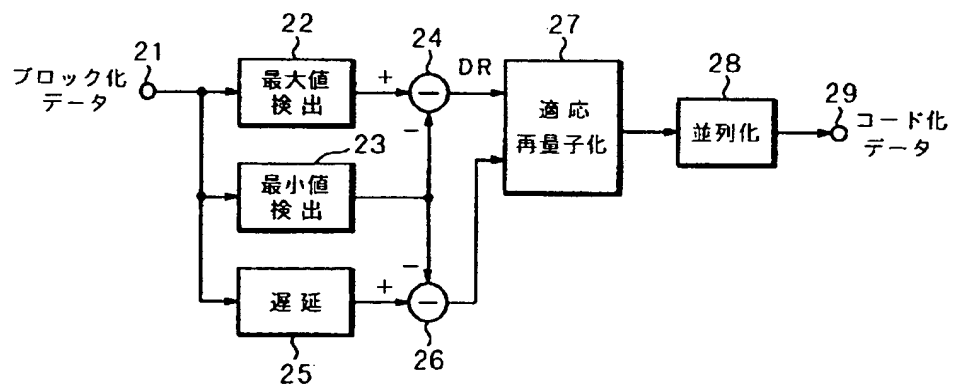 21
ブロック化
データ
22
最大値
検出
+
24
DR
27
適応
再量子化
28
並列化
29
コード化
データ
−
−
23
最小値
検出
−
遅延
25
+
−
26